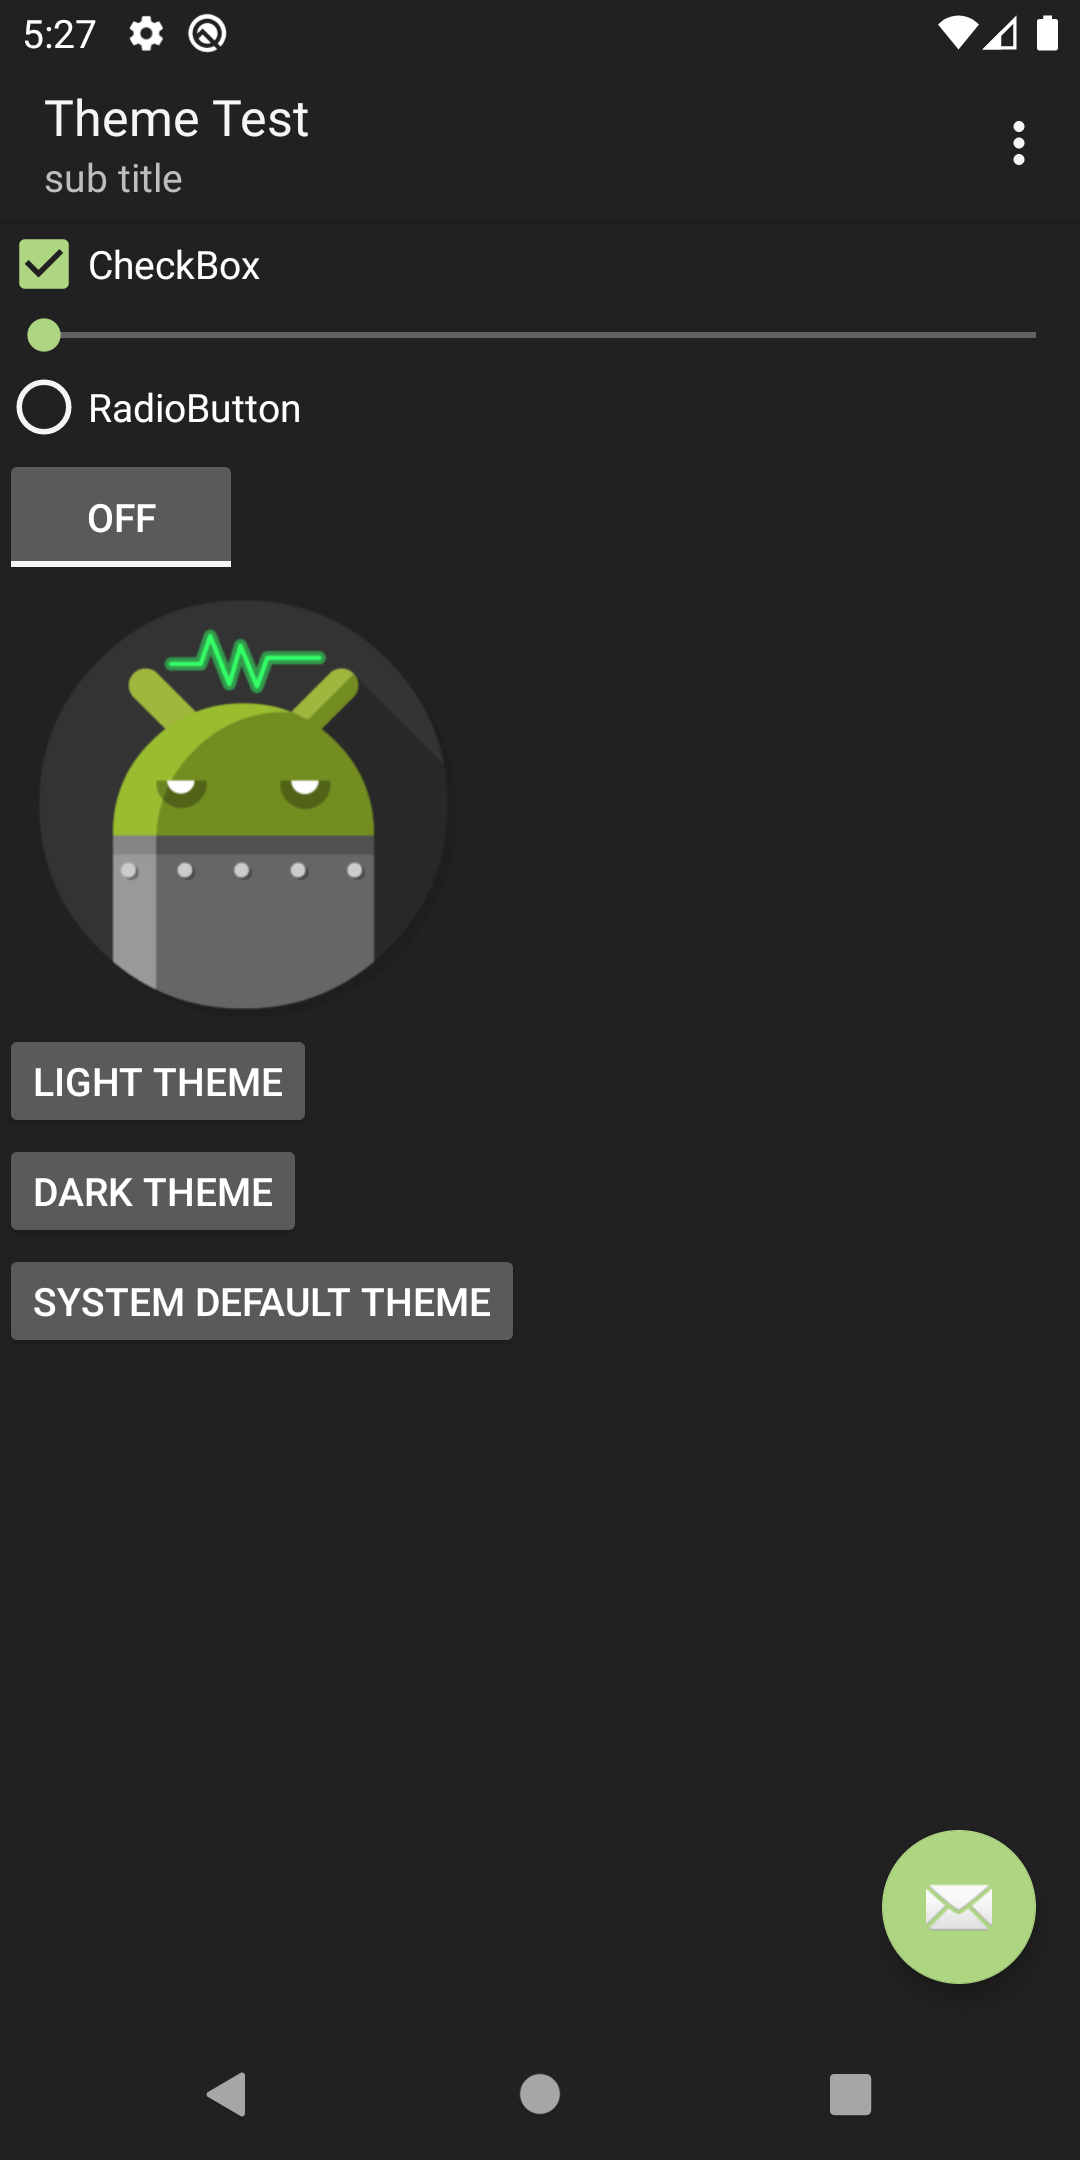 5:27
Theme Test
sub title
CheckBox
RadioButton
OFF
LIGHT THEME
DARK THEME
SYSTEM DEFAULT THEME